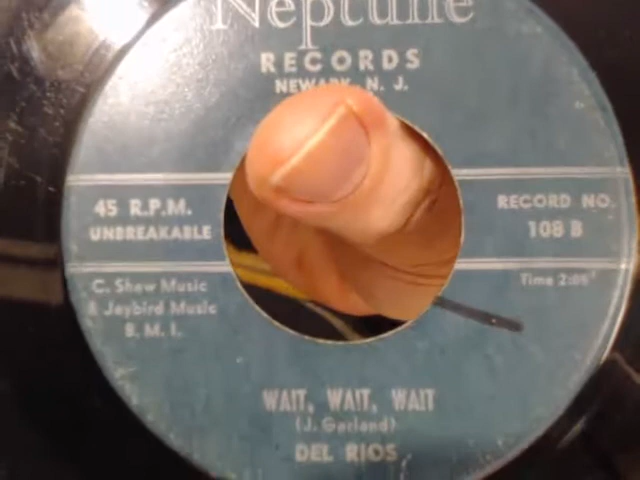 Neptune
RECORDS
NEWARK, N. J.
45 R.P.M.
UNBREAKABLE
RECORD NO.
108 B
C. Shaw Music
& Jaybird Music
B. M. I.
Time 2:05
WAIT, WAIT, WAIT
(J. Garland)
DEL RIOS